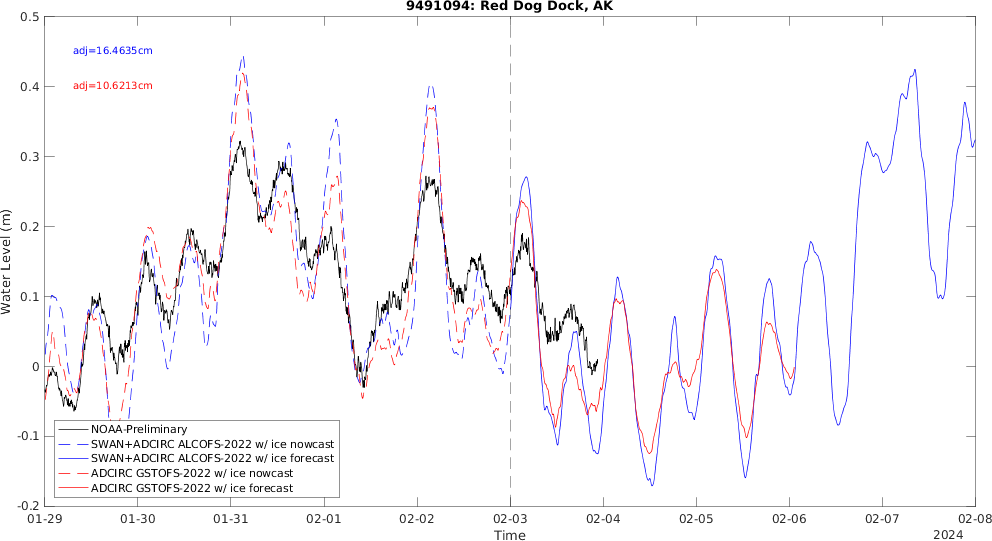 9491094: Red Dog Dock, AK
adj=16.4635cm
adj=10.6213cm
Water Level (m)
0.5
0.4
0.3
0.2
0.1
0
-0.1
-0.2
NOAA-Preliminary
SWAN+ADCIRC ALCOFS-2022 w/ ice nowcast
SWAN+ADCIRC ALCOFS-2022 w/ ice forecast
ADCIRC GSTOFS-2022 w/ ice nowcast
ADCIRC GSTOFS-2022 w/ ice forecast
01-29 01-30 01-31 02-01 02-02 02-03 02-04 02-05 02-06 02-07 02-08
Time
2024